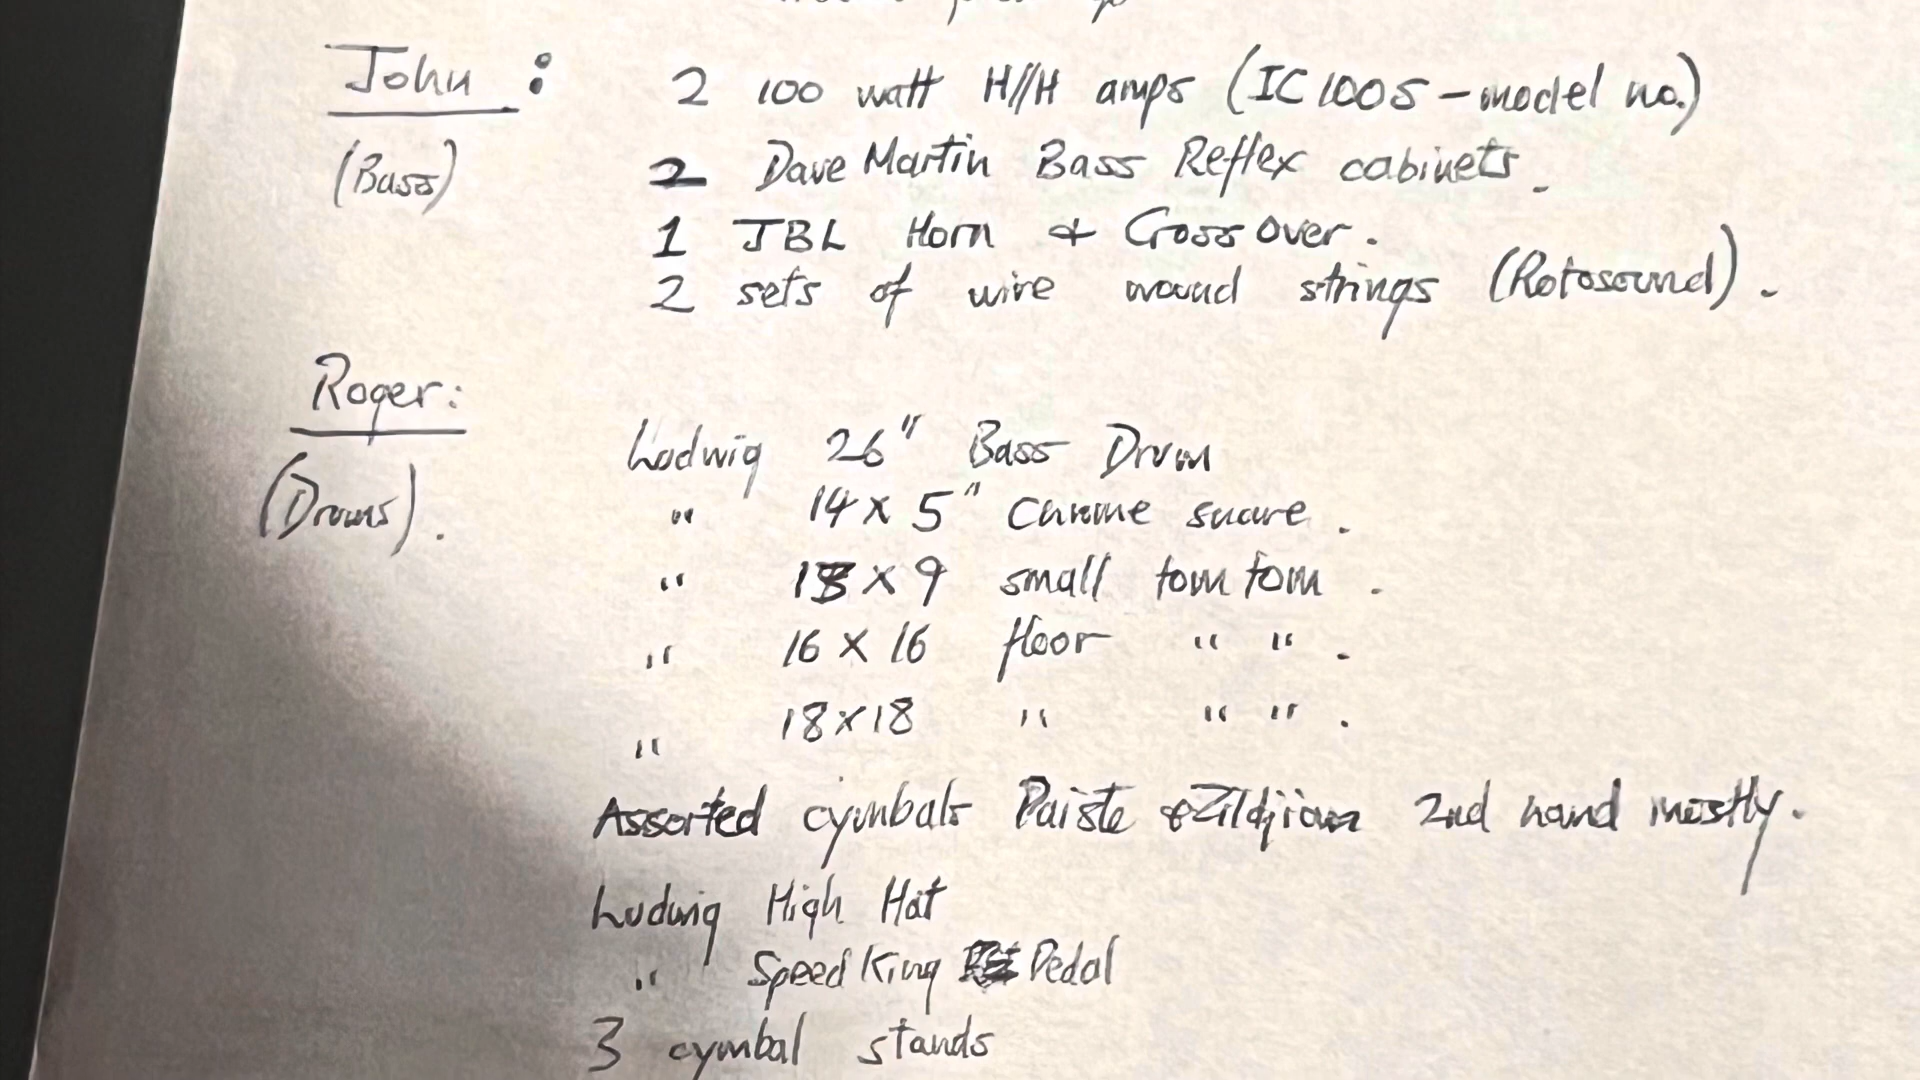 John :    2 100 watt H//H amps (IC100S - model no.)
(Bass)    2 Dave Martin Bass Reflex cabinets.
1 JBL Horn & Cross Over.
2 sets of wire wound strings (Rotosound).
Roger:
Ludwig 26" Bass Drum
(Drums).    " 14 x 5" Chrome snare.
" 13 x 9 small tom tom.
" 16 x 16 floor " " .
" 18 x 18 " " " .
Assorted cymbals Paiste & Zildjian 2nd hand mostly.
Ludwig High Hat
" Speed King Pedal
3 cymbal stands